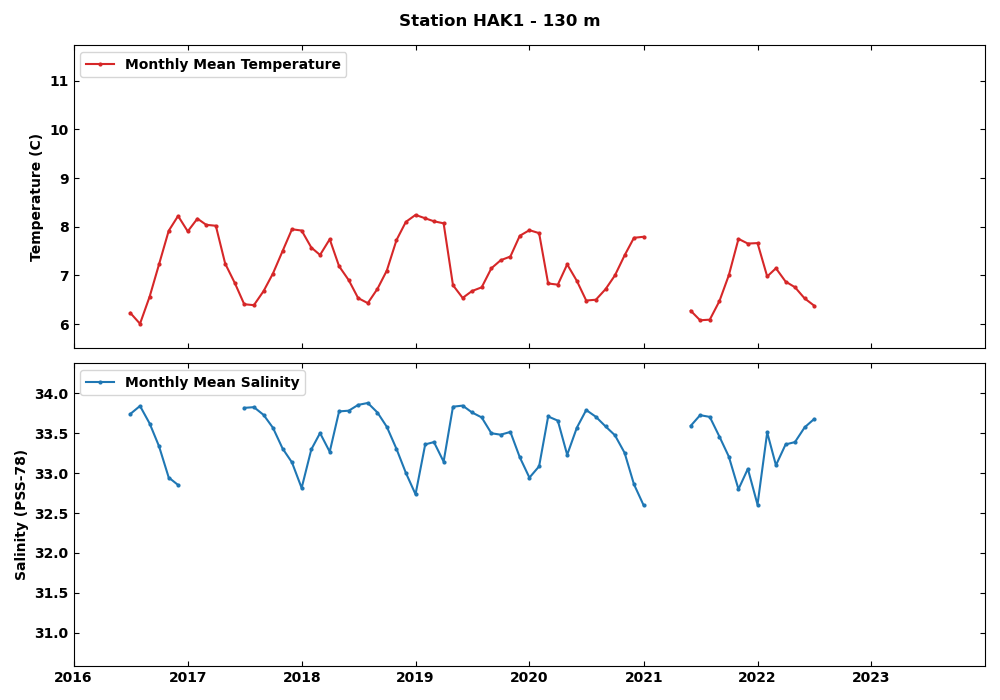 Station HAK1 - 130 m
Monthly Mean Temperature
Temperature (C)
11
10
9
8
7
6
Monthly Mean Salinity
Salinity (PSS-78)
34.0
33.5
33.0
32.5
32.0
31.5
31.0
2016 2017 2018 2019 2020 2021 2022 2023